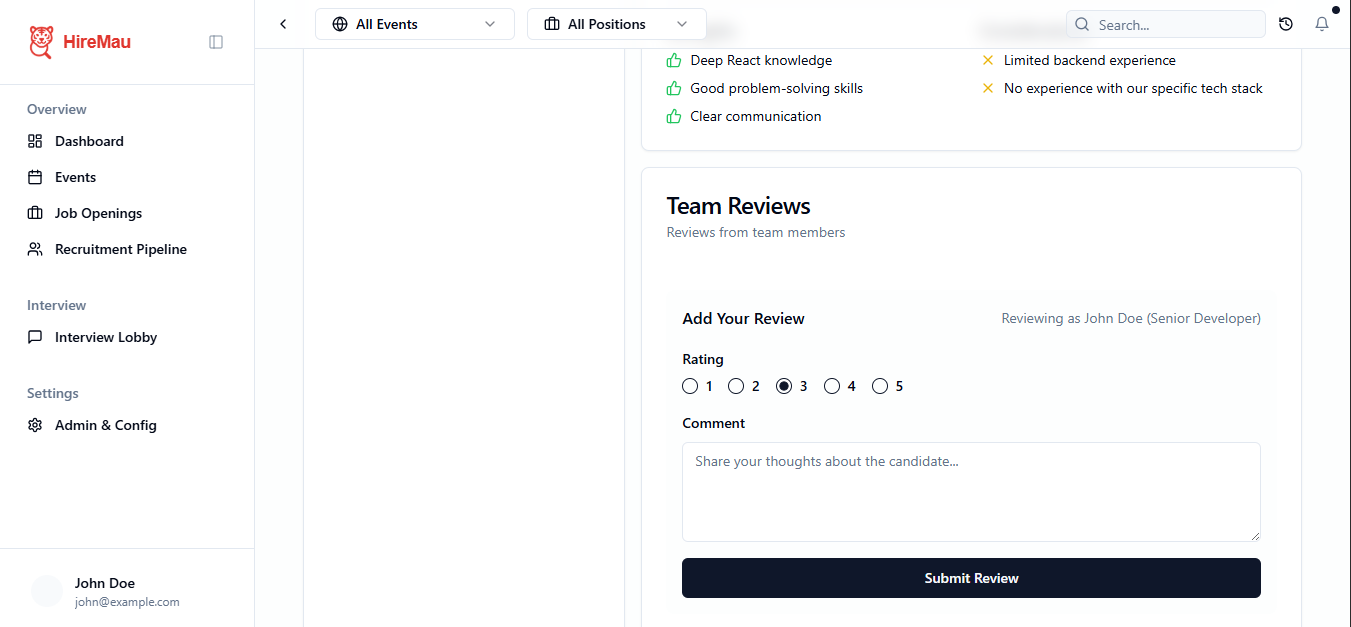 HireMau
All Events
All Positions
Search...
Overview
Dashboard
Events
Job Openings
Recruitment Pipeline
Interview
Interview Lobby
Settings
Admin & Config
John Doe
john@example.com
Deep React knowledge
Good problem-solving skills
Clear communication
Limited backend experience
No experience with our specific tech stack
Team Reviews
Reviews from team members
Add Your Review
Reviewing as John Doe (Senior Developer)
Rating
1 2 3 4 5
Comment
Share your thoughts about the candidate...
Submit Review